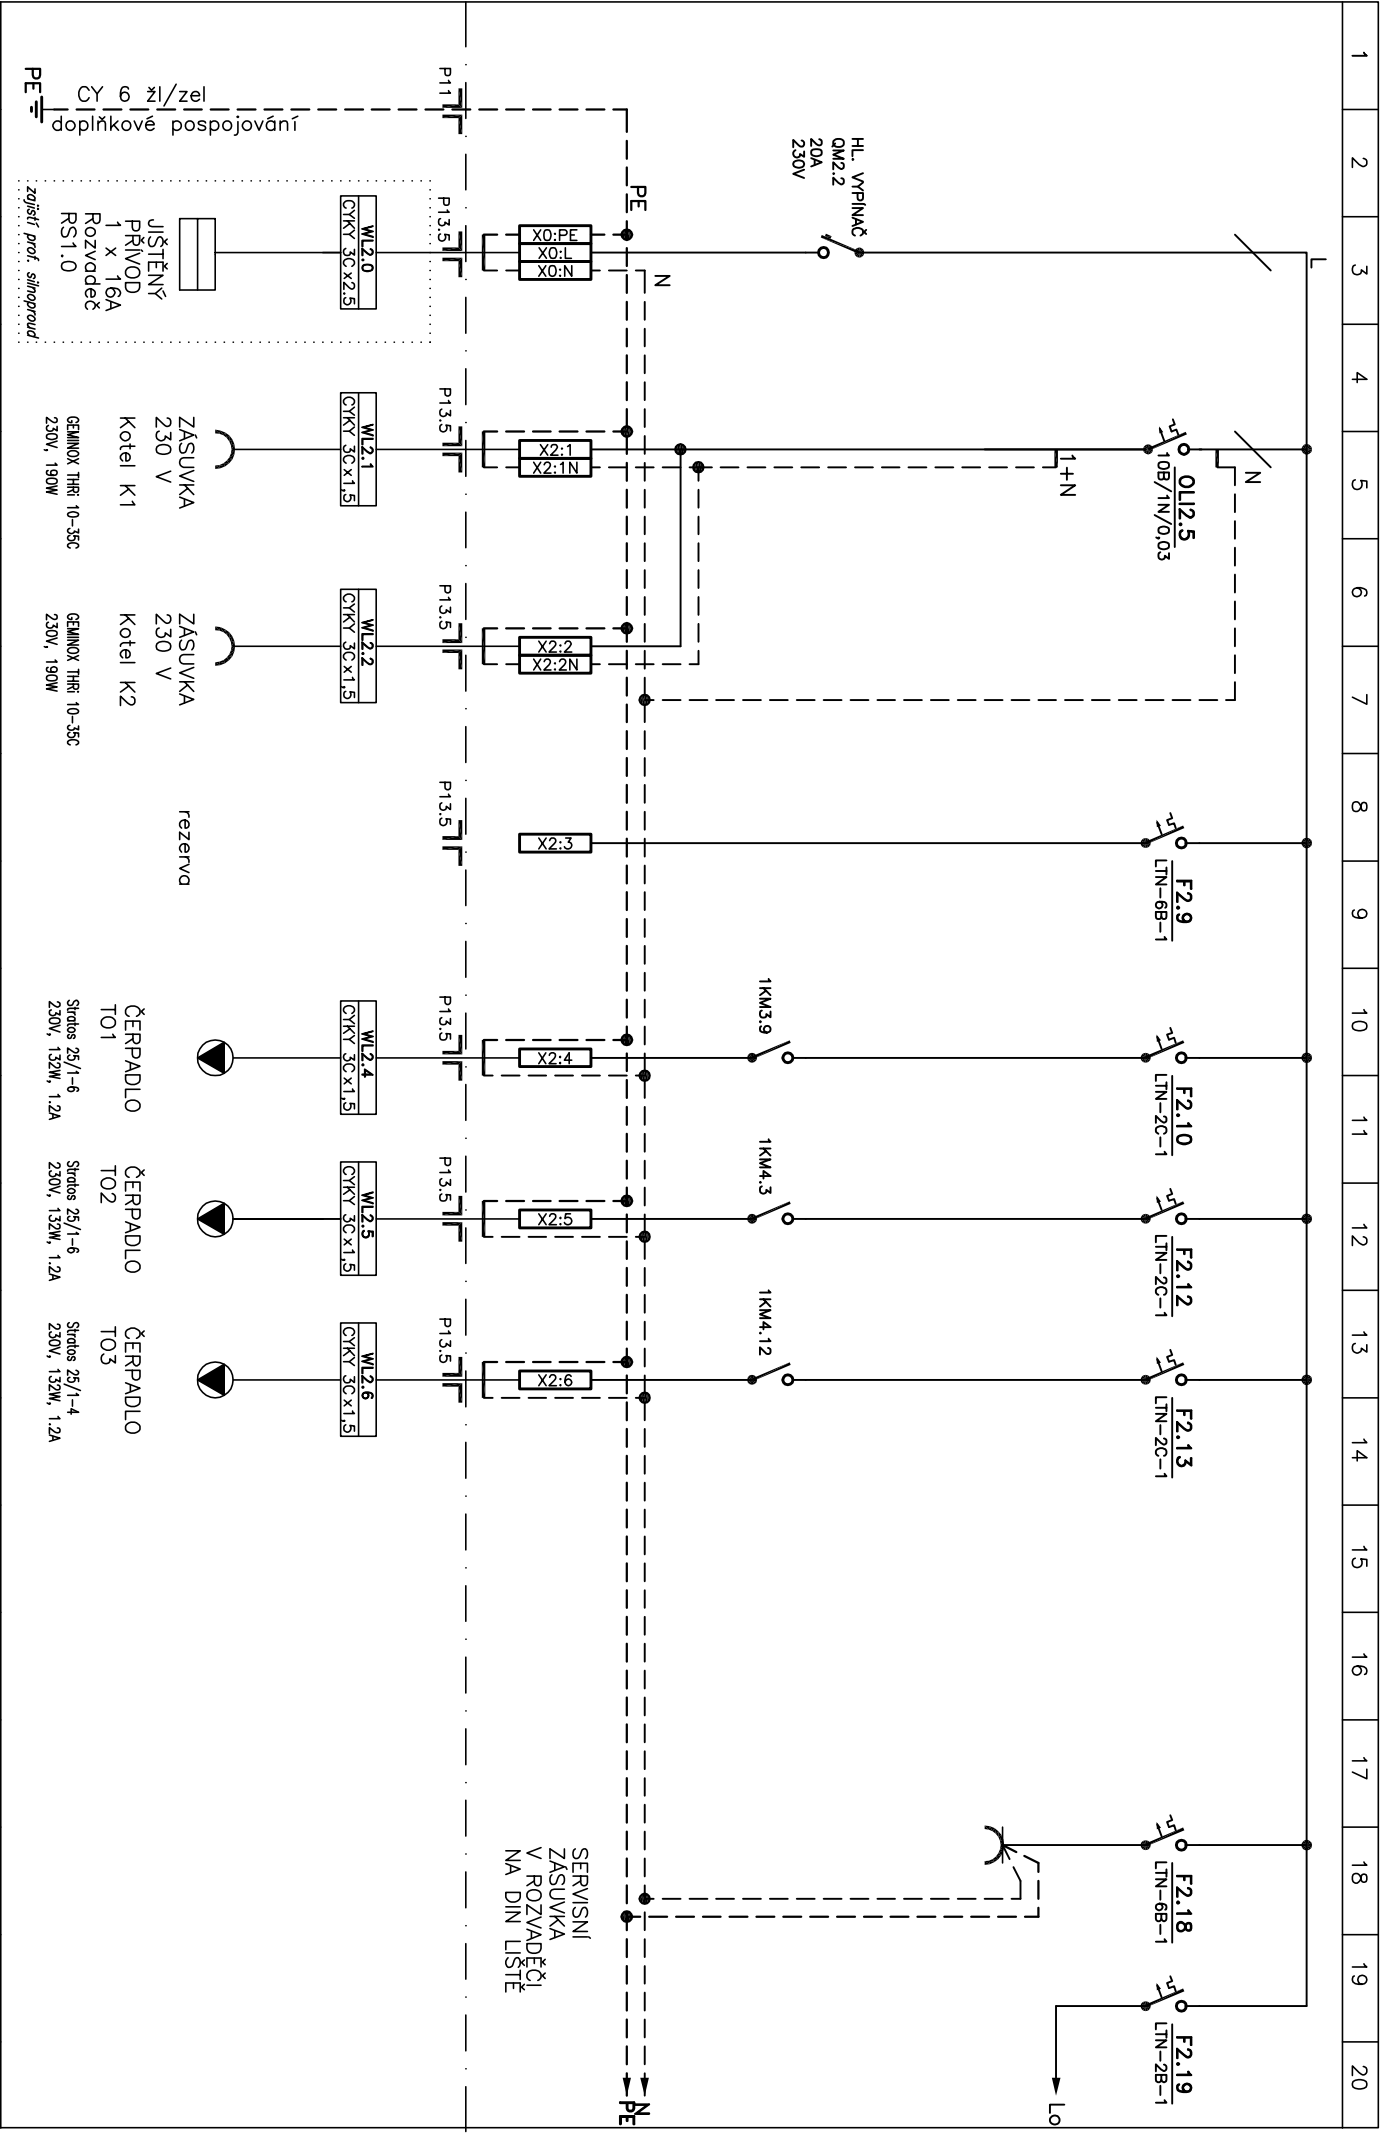 1
2
3
4
5
6
7
8
9
10
11
12
13
14
15
16
17
18
19
20
L
N
OLI2.5
10B/1N/0,03
F2.9
LTN-6B-1
F2.10
LTN-2C-1
F2.12
LTN-2C-1
F2.13
LTN-2C-1
F2.18
LTN-6B-1
F2.19
LTN-2B-1
1+N
Lo
HL. VYPÍNAČ
QM2.2
20A
230V
1KM3.9
1KM4.3
1KM4.12
PE
N
N
PE
X0:PE
X0:L
X0:N
X2:1
X2:1N
X2:2
X2:2N
X2:3
X2:4
X2:5
X2:6
SERVISNÍ
ZÁSUVKA
V ROZVADĚČI
NA DIN LIŠTĚ
P11
P13.5
P13.5
P13.5
P13.5
P13.5
P13.5
P13.5
WL2.0
CYKY 3Cx2.5
WL2.1
CYKY 3Cx1,5
WL2.2
CYKY 3Cx1,5
WL2.4
CYKY 3Cx1,5
WL2.5
CYKY 3Cx1,5
WL2.6
CYKY 3Cx1,5
CY 6 žl/zel
doplňkové pospojování
PE
JIŠTĚNÝ
PŘÍVOD
1 x 16A
Rozvaděč
RS1.0
zajistí prof. silnoproud
ZÁSUVKA
230 V
Kotel K1
GEMINOX THRi 10-35C
230V, 190W
ZÁSUVKA
230 V
Kotel K2
GEMINOX THRi 10-35C
230V, 190W
rezerva
ČERPADLO
TO1
Stratos 25/1-6
230V, 132W, 1.2A
ČERPADLO
TO2
Stratos 25/1-6
230V, 132W, 1.2A
ČERPADLO
TO3
Stratos 25/1-4
230V, 132W, 1.2A